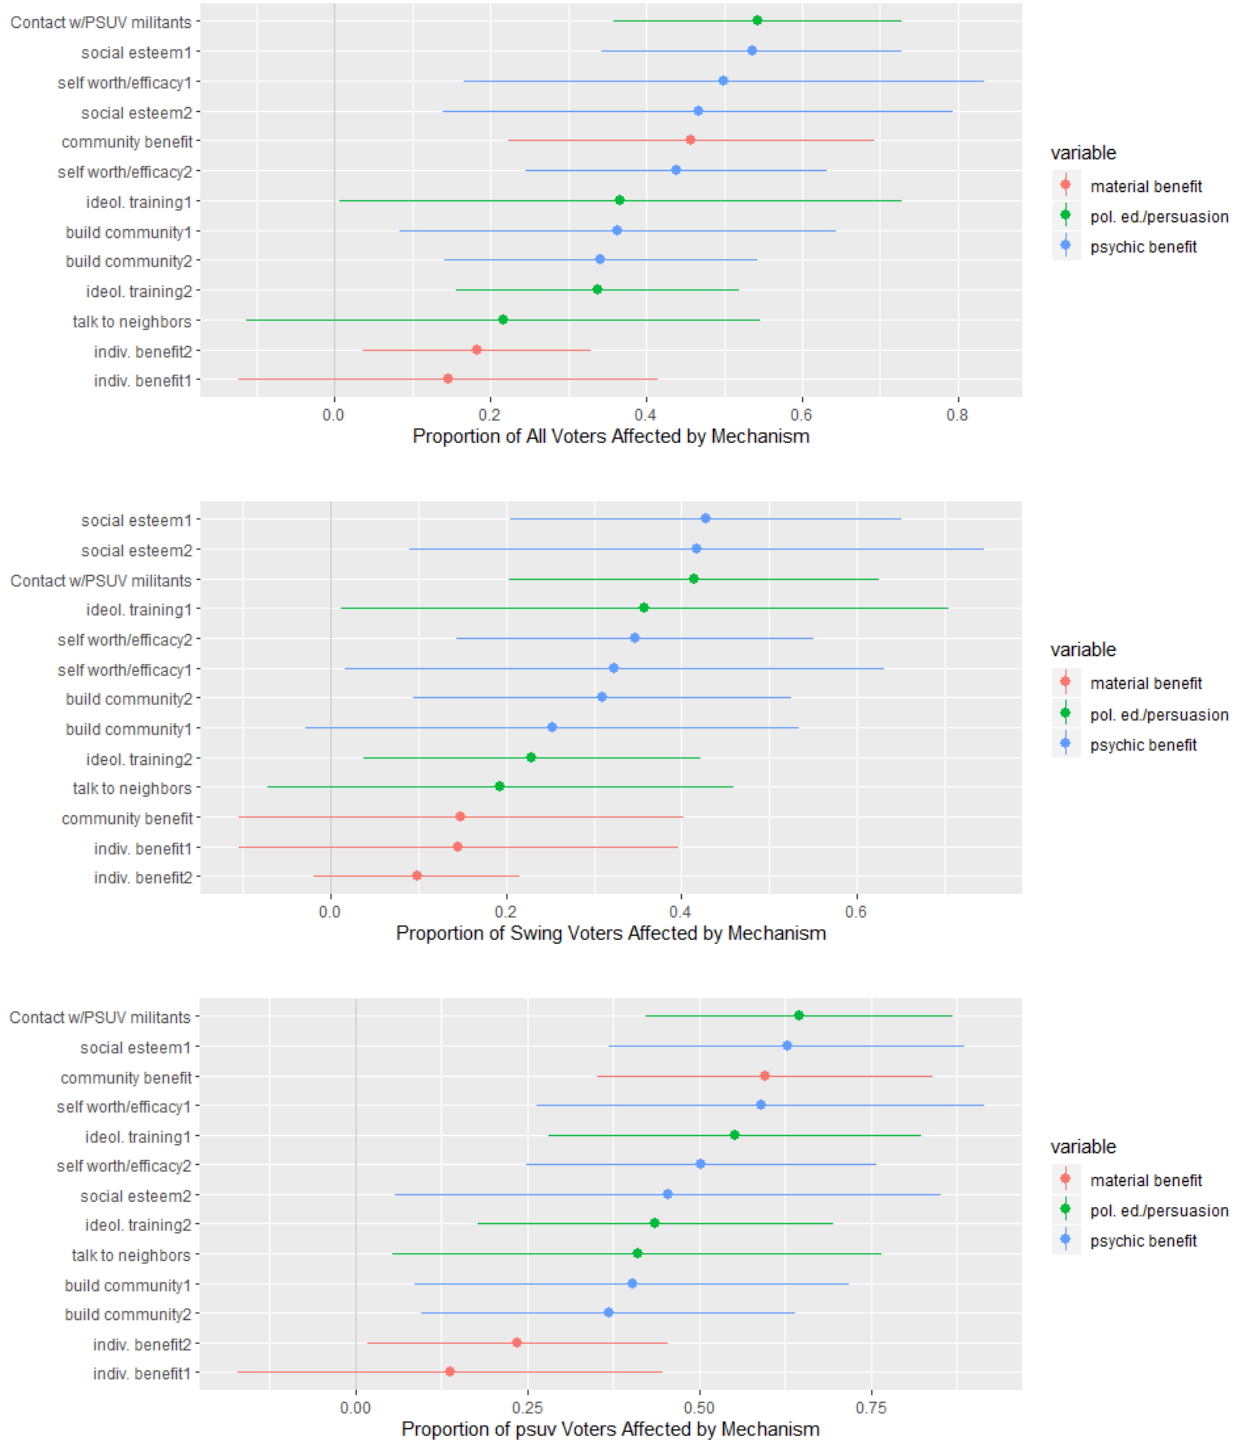 Contact w/PSUV militants
social esteem1
self worth/efficacy1
social esteem2
community benefit
self worth/efficacy2
ideol. training1
build community1
build community2
ideol. training2
talk to neighbors
indiv. benefit2
indiv. benefit1
0.0 0.2 0.4 0.6 0.8
Proportion of All Voters Affected by Mechanism
variable
material benefit
pol. ed./persuasion
psychic benefit
social esteem1
social esteem2
Contact w/PSUV militants
ideol. training1
self worth/efficacy2
self worth/efficacy1
build community2
build community1
ideol. training2
talk to neighbors
community benefit
indiv. benefit1
indiv. benefit2
0.0 0.2 0.4 0.6
Proportion of Swing Voters Affected by Mechanism
variable
material benefit
pol. ed./persuasion
psychic benefit
Contact w/PSUV militants
social esteem1
community benefit
self worth/efficacy1
ideol. training1
self worth/efficacy2
social esteem2
ideol. training2
talk to neighbors
build community1
build community2
indiv. benefit2
indiv. benefit1
0.00 0.25 0.50 0.75
Proportion of psuv Voters Affected by Mechanism
variable
material benefit
pol. ed./persuasion
psychic benefit